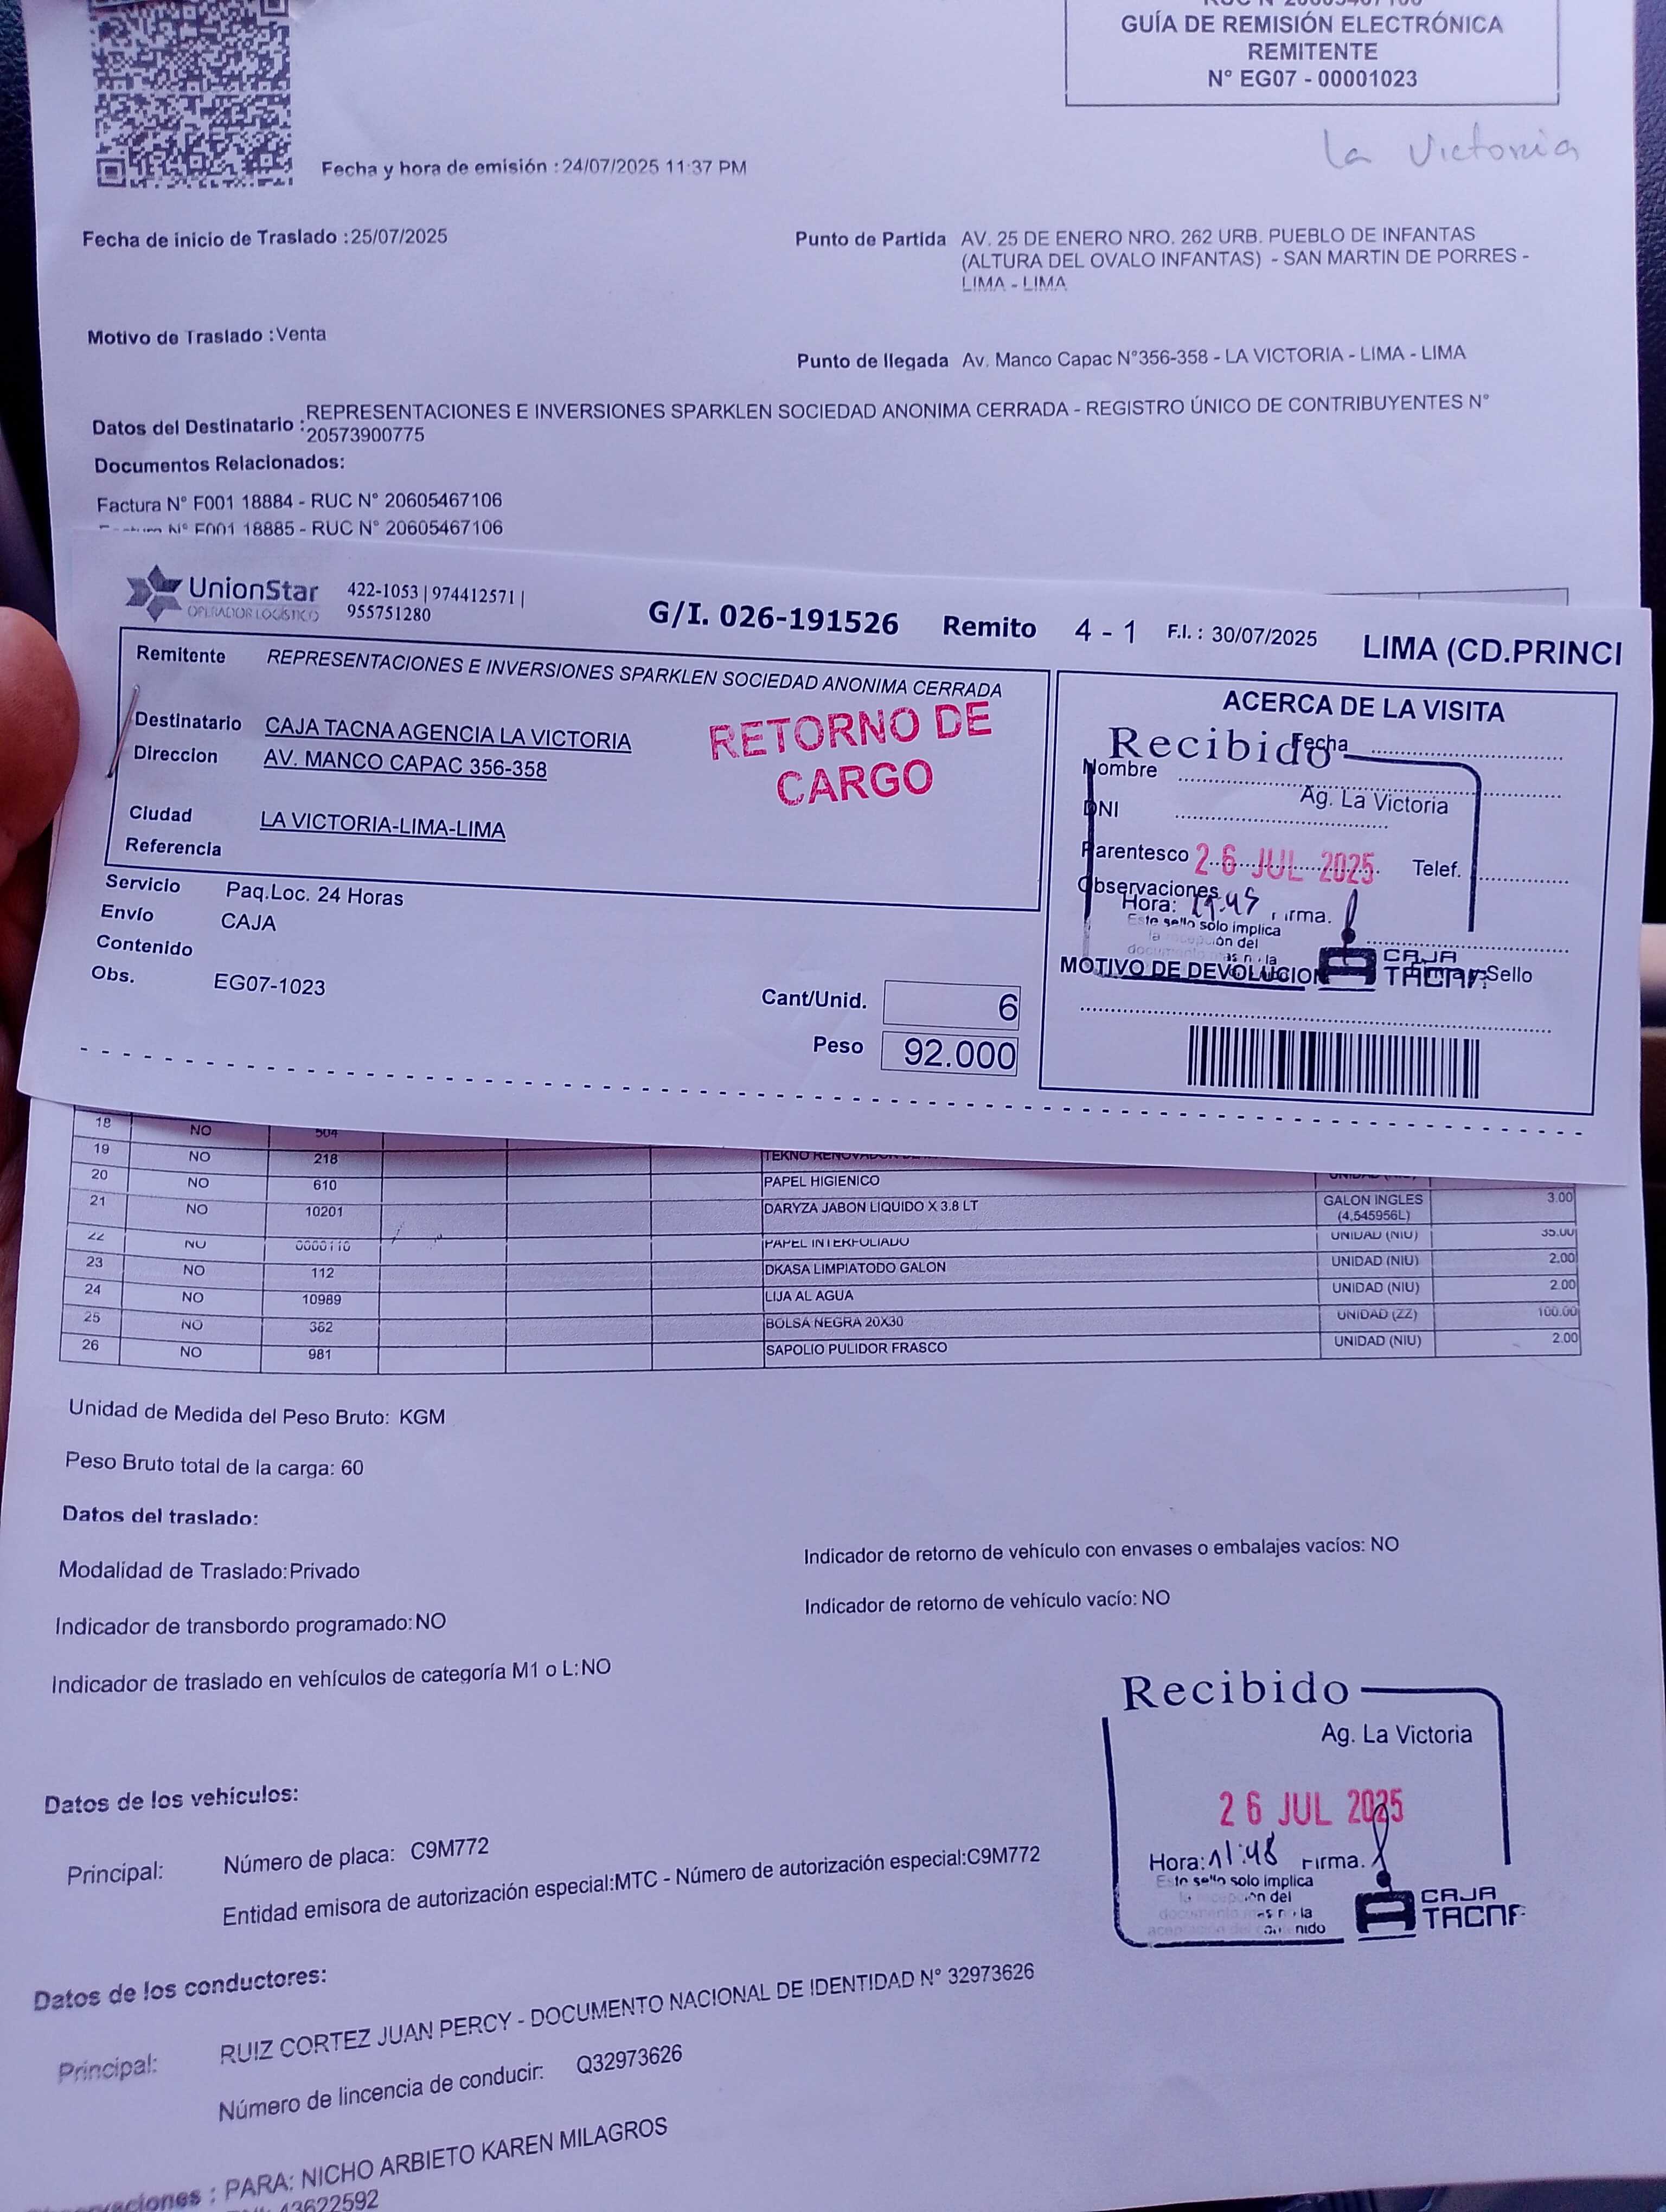 GUÍA DE REMISIÓN ELECTRÓNICA
REMITENTE
N° EG07 - 00001023
la Victoria
Fecha y hora de emisión : 24/07/2025 11:37 PM
Fecha de inicio de Traslado : 25/07/2025
Punto de Partida AV. 25 DE ENERO NRO. 262 URB. PUEBLO DE INFANTAS
(ALTURA DEL OVALO INFANTAS) - SAN MARTIN DE PORRES -
LIMA - LIMA
Motivo de Traslado : Venta
Punto de llegada Av. Manco Capac N°356-358 - LA VICTORIA - LIMA - LIMA
Datos del Destinatario : REPRESENTACIONES E INVERSIONES SPARKLEN SOCIEDAD ANONIMA CERRADA - REGISTRO ÚNICO DE CONTRIBUYENTES N°
20573900775
Documentos Relacionados:
Factura N° F001 18884 - RUC N° 20605467106
N° F001 18885 - RUC N° 20605467106
UnionStar
OPERADOR LOGÍSTICO
422-1053 | 974412571 |
955751280
G/I. 026-191526 Remito 4 - 1 F.I. : 30/07/2025 LIMA (CD.PRINCI
Remitente REPRESENTACIONES E INVERSIONES SPARKLEN SOCIEDAD ANONIMA CERRADA
Destinatario CAJA TACNA AGENCIA LA VICTORIA
Direccion AV. MANCO CAPAC 356-358
Ciudad LA VICTORIA-LIMA-LIMA
Referencia
RETORNO DE
CARGO
Servicio Paq.Loc. 24 Horas
Envío CAJA
Contenido
Obs. EG07-1023
Cant/Unid. 6
Peso 92.000
ACERCA DE LA VISITA
Recibido
Fecha
Nombre
Ag. La Victoria
DNI
Parentesco 26 JUL 2025 Telef.
Observaciones
Hora: Firma.
Este sello solo implica
la recepción del
MOTIVO DE DEVOLUCION
Sello
CAJA
TACNA
18 NO 504
19 NO 218 TEKNO RENOVADOR
20 NO 610 PAPEL HIGIENICO
21 NO 10201 DARYZA JABON LIQUIDO X 3.8 LT GALON INGLES (4,545956L) 3.00
22 NO 0000110 PAPEL INTERFOLIADO UNIDAD (NIU) 35.00
23 NO 112 DKASA LIMPIATODO GALON UNIDAD (NIU) 2.00
24 NO 10989 LIJA AL AGUA UNIDAD (NIU) 2.00
25 NO 362 BOLSA NEGRA 20X30 UNIDAD (ZZ) 100.00
26 NO 981 SAPOLIO PULIDOR FRASCO UNIDAD (NIU) 2.00
Unidad de Medida del Peso Bruto: KGM
Peso Bruto total de la carga: 60
Datos del traslado:
Modalidad de Traslado: Privado
Indicador de retorno de vehículo con envases o embalajes vacíos: NO
Indicador de transbordo programado: NO
Indicador de retorno de vehículo vacío: NO
Indicador de traslado en vehículos de categoría M1 o L: NO
Recibido
Ag. La Victoria
26 JUL 2025
Hora: 11:48 Firma.
Este sello solo implica
CAJA
TACNA
Datos de los vehículos:
Principal: Número de placa: C9M772
Entidad emisora de autorización especial:MTC - Número de autorización especial:C9M772
Datos de los conductores:
Principal: RUIZ CORTEZ JUAN PERCY - DOCUMENTO NACIONAL DE IDENTIDAD N° 32973626
Número de lincencia de conducir: Q32973626
: PARA: NICHO ARBIETO KAREN MILAGROS
43622592